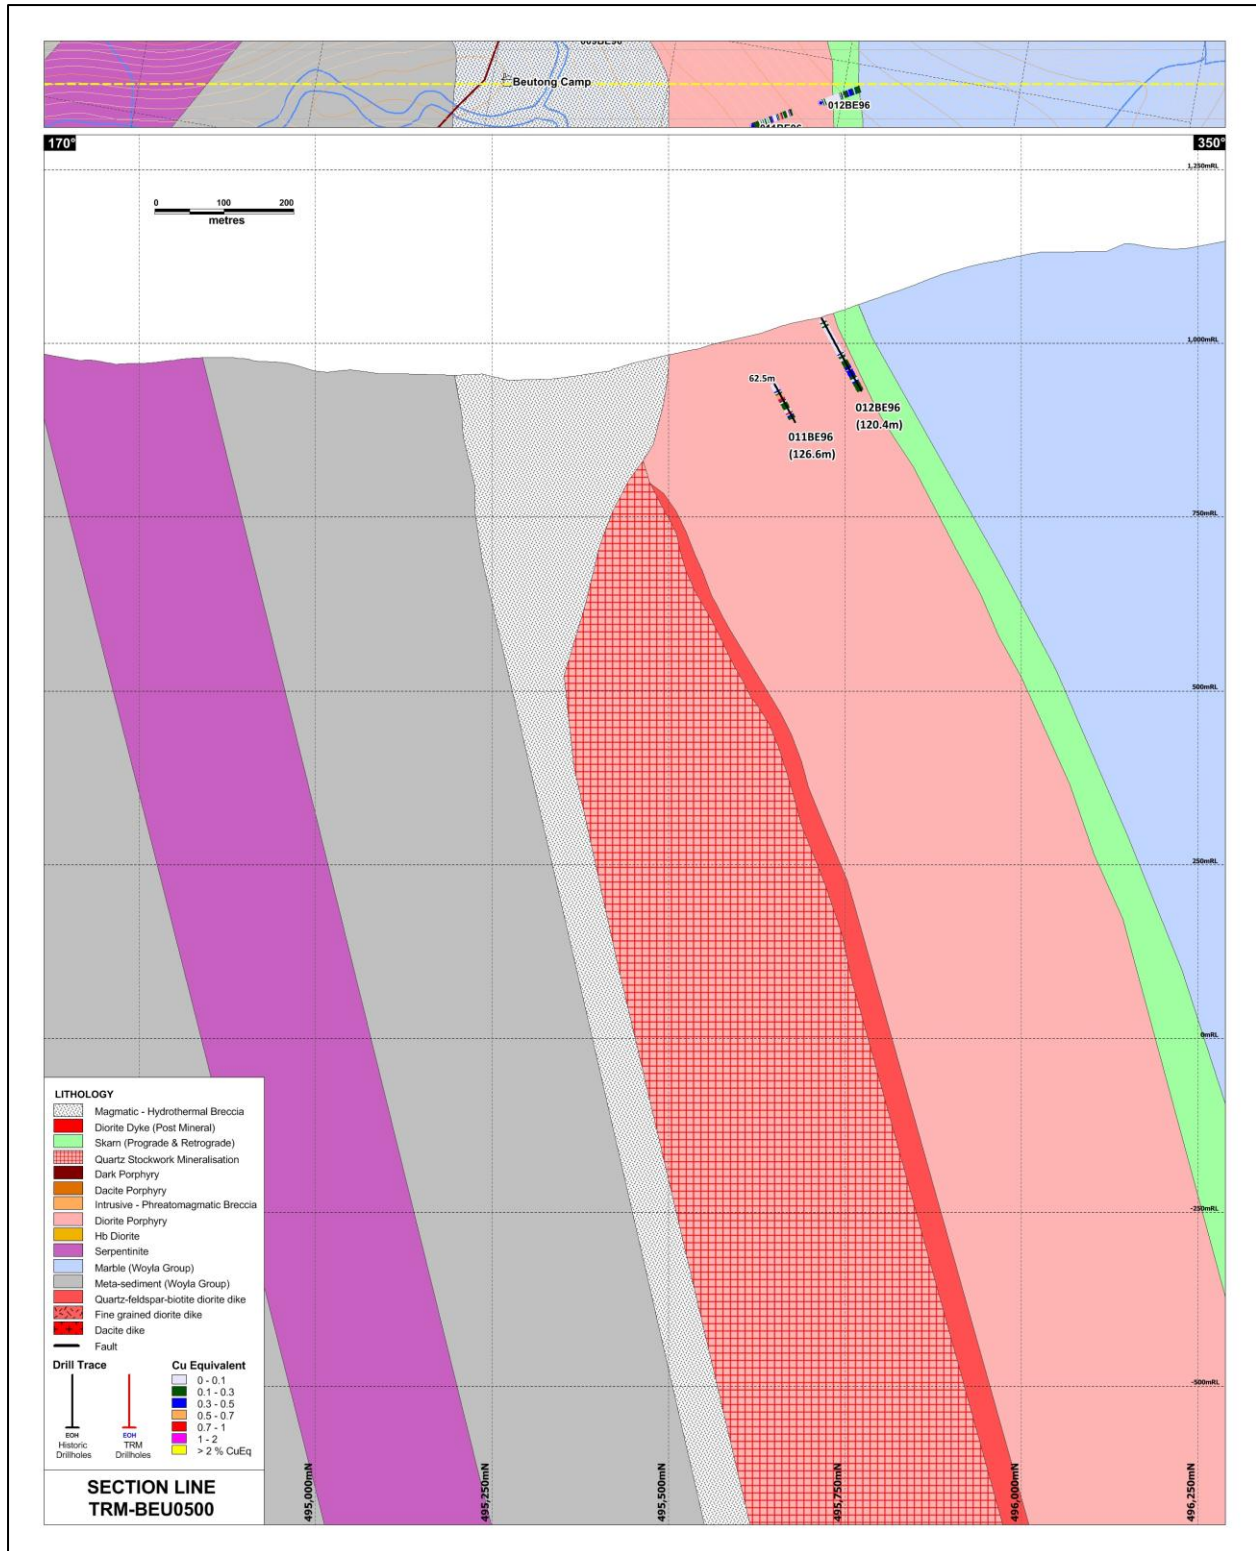 009BE96
Beutong Camp
012BE96
011BE96
170°
350°
1,250mRL
0 100 200
metres
1,000mRL
62.5m
012BE96
(120.4m)
011BE96
(126.6m)
750mRL
500mRL
250mRL
0mRL
LITHOLOGY
Magmatic - Hydrothermal Breccia
Diorite Dyke (Post Mineral)
Skarn (Prograde & Retrograde)
Quartz Stockwork Mineralisation
Dark Porphyry
Dacite Porphyry
Intrusive - Phreatomagmatic Breccia
Diorite Porphyry
Hb Diorite
Serpentinite
Marble (Woyla Group)
Meta-sediment (Woyla Group)
Quartz-feldspar-biotite diorite dike
Fine grained diorite dike
Dacite dike
Fault
-250mRL
-500mRL
Drill Trace
EOH
Historic
Drillholes
EOH
TRM
Drillholes
Cu Equivalent
0 - 0.1
0.1 - 0.3
0.3 - 0.5
0.5 - 0.7
0.7 - 1
1 - 2
> 2 % CuEq
SECTION LINE
TRM-BEU0500
495,000mN
495,250mN
495,500mN
495,750mN
496,000mN
496,250mN